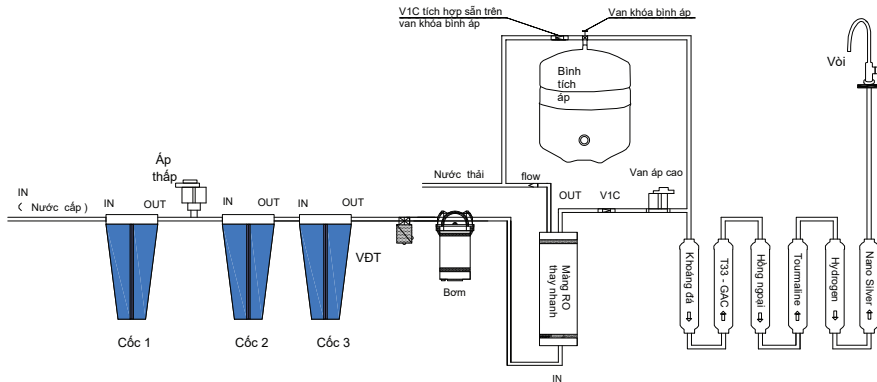 V1C tích hợp sẵn trên
van khóa bình áp
Van khóa bình áp
Vòi
Bình
tích
áp
Áp
thấp
Nước thải
flow
Van áp cao
IN
( Nước cấp )
IN
OUT
IN
OUT
IN
OUT
OUT
V1C
VĐT
Bơm
Màng RO
thay nhanh
Khoáng đá
T33 - GAC
Hồng ngoại
Tourmaline
Hydrogen
Nano Silver
Cốc 1
Cốc 2
Cốc 3
IN